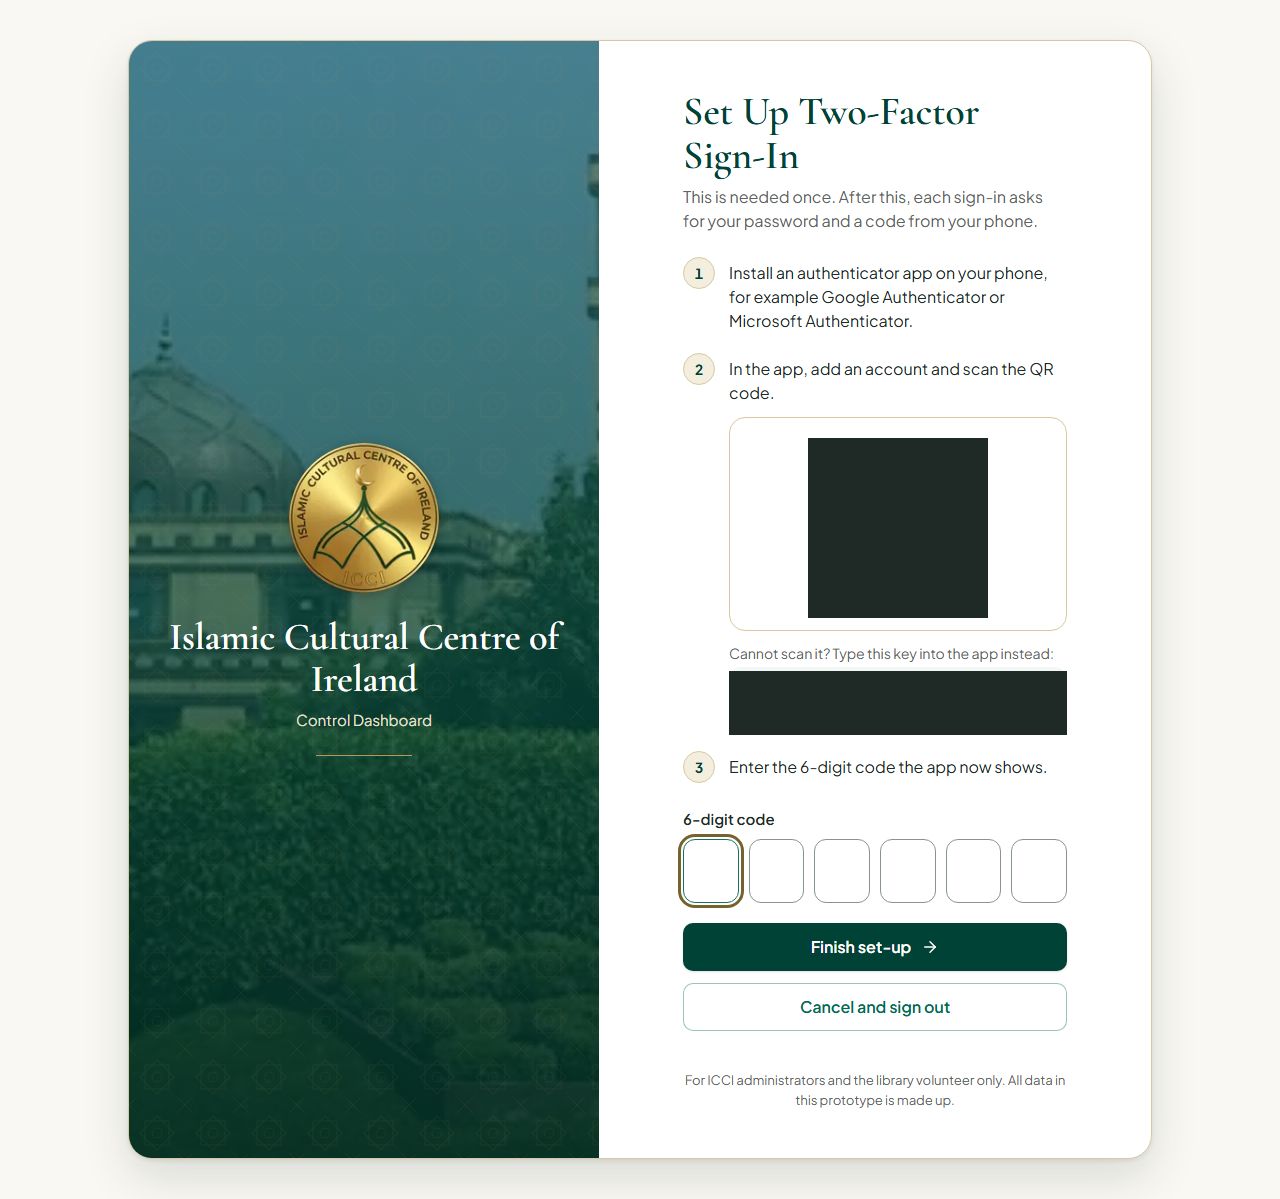 ISLAMIC CULTURAL CENTRE OF IRELAND
ICCI
Islamic Cultural Centre of
Ireland
Control Dashboard
Set Up Two-Factor
Sign-In
This is needed once. After this, each sign-in asks
for your password and a code from your phone.
1
Install an authenticator app on your phone,
for example Google Authenticator or
Microsoft Authenticator.
2
In the app, add an account and scan the QR
code.
Cannot scan it? Type this key into the app instead:
3
Enter the 6-digit code the app now shows.
6-digit code
Finish set-up →
Cancel and sign out
For ICCI administrators and the library volunteer only. All data in
this prototype is made up.